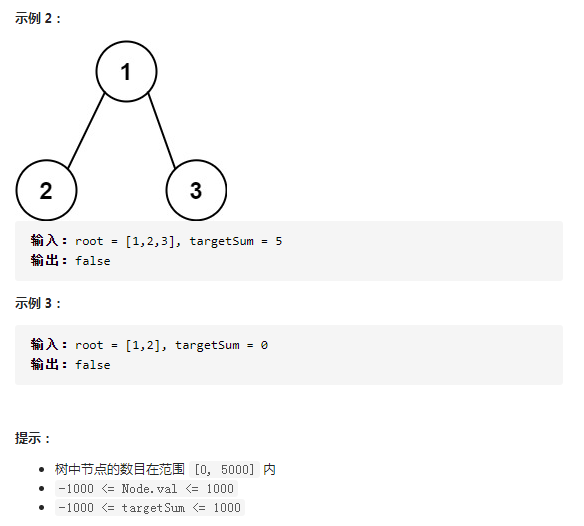 示例 2：
1
2
3
输入：root = [1,2,3], targetSum = 5
输出：false
示例 3：
输入：root = [1,2], targetSum = 0
输出：false
提示：
树中节点的数目在范围 [0, 5000] 内
-1000 <= Node.val <= 1000
-1000 <= targetSum <= 1000